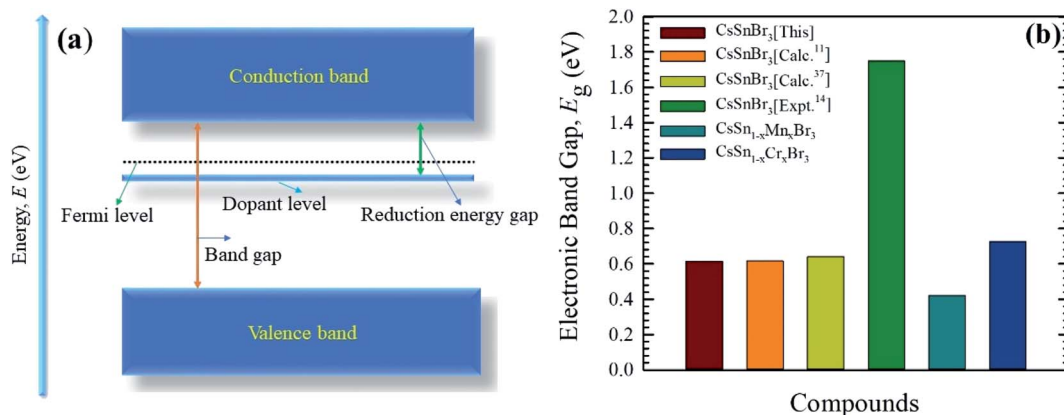 (a)
Energy, E (eV)
Conduction band
Fermi level
Dopant level
Reduction energy gap
Band gap
Valence band
(b)
Electronic Band Gap, Eg (eV)
2.0
1.8
1.6
1.4
1.2
1.0
0.8
0.6
0.4
0.2
0.0
CsSnBr3[This]
CsSnBr3[Calc.11]
CsSnBr3[Calc.37]
CsSnBr3[Expt.14]
CsSn1-xMnxBr3
CsSn1-xCrxBr3
Compounds